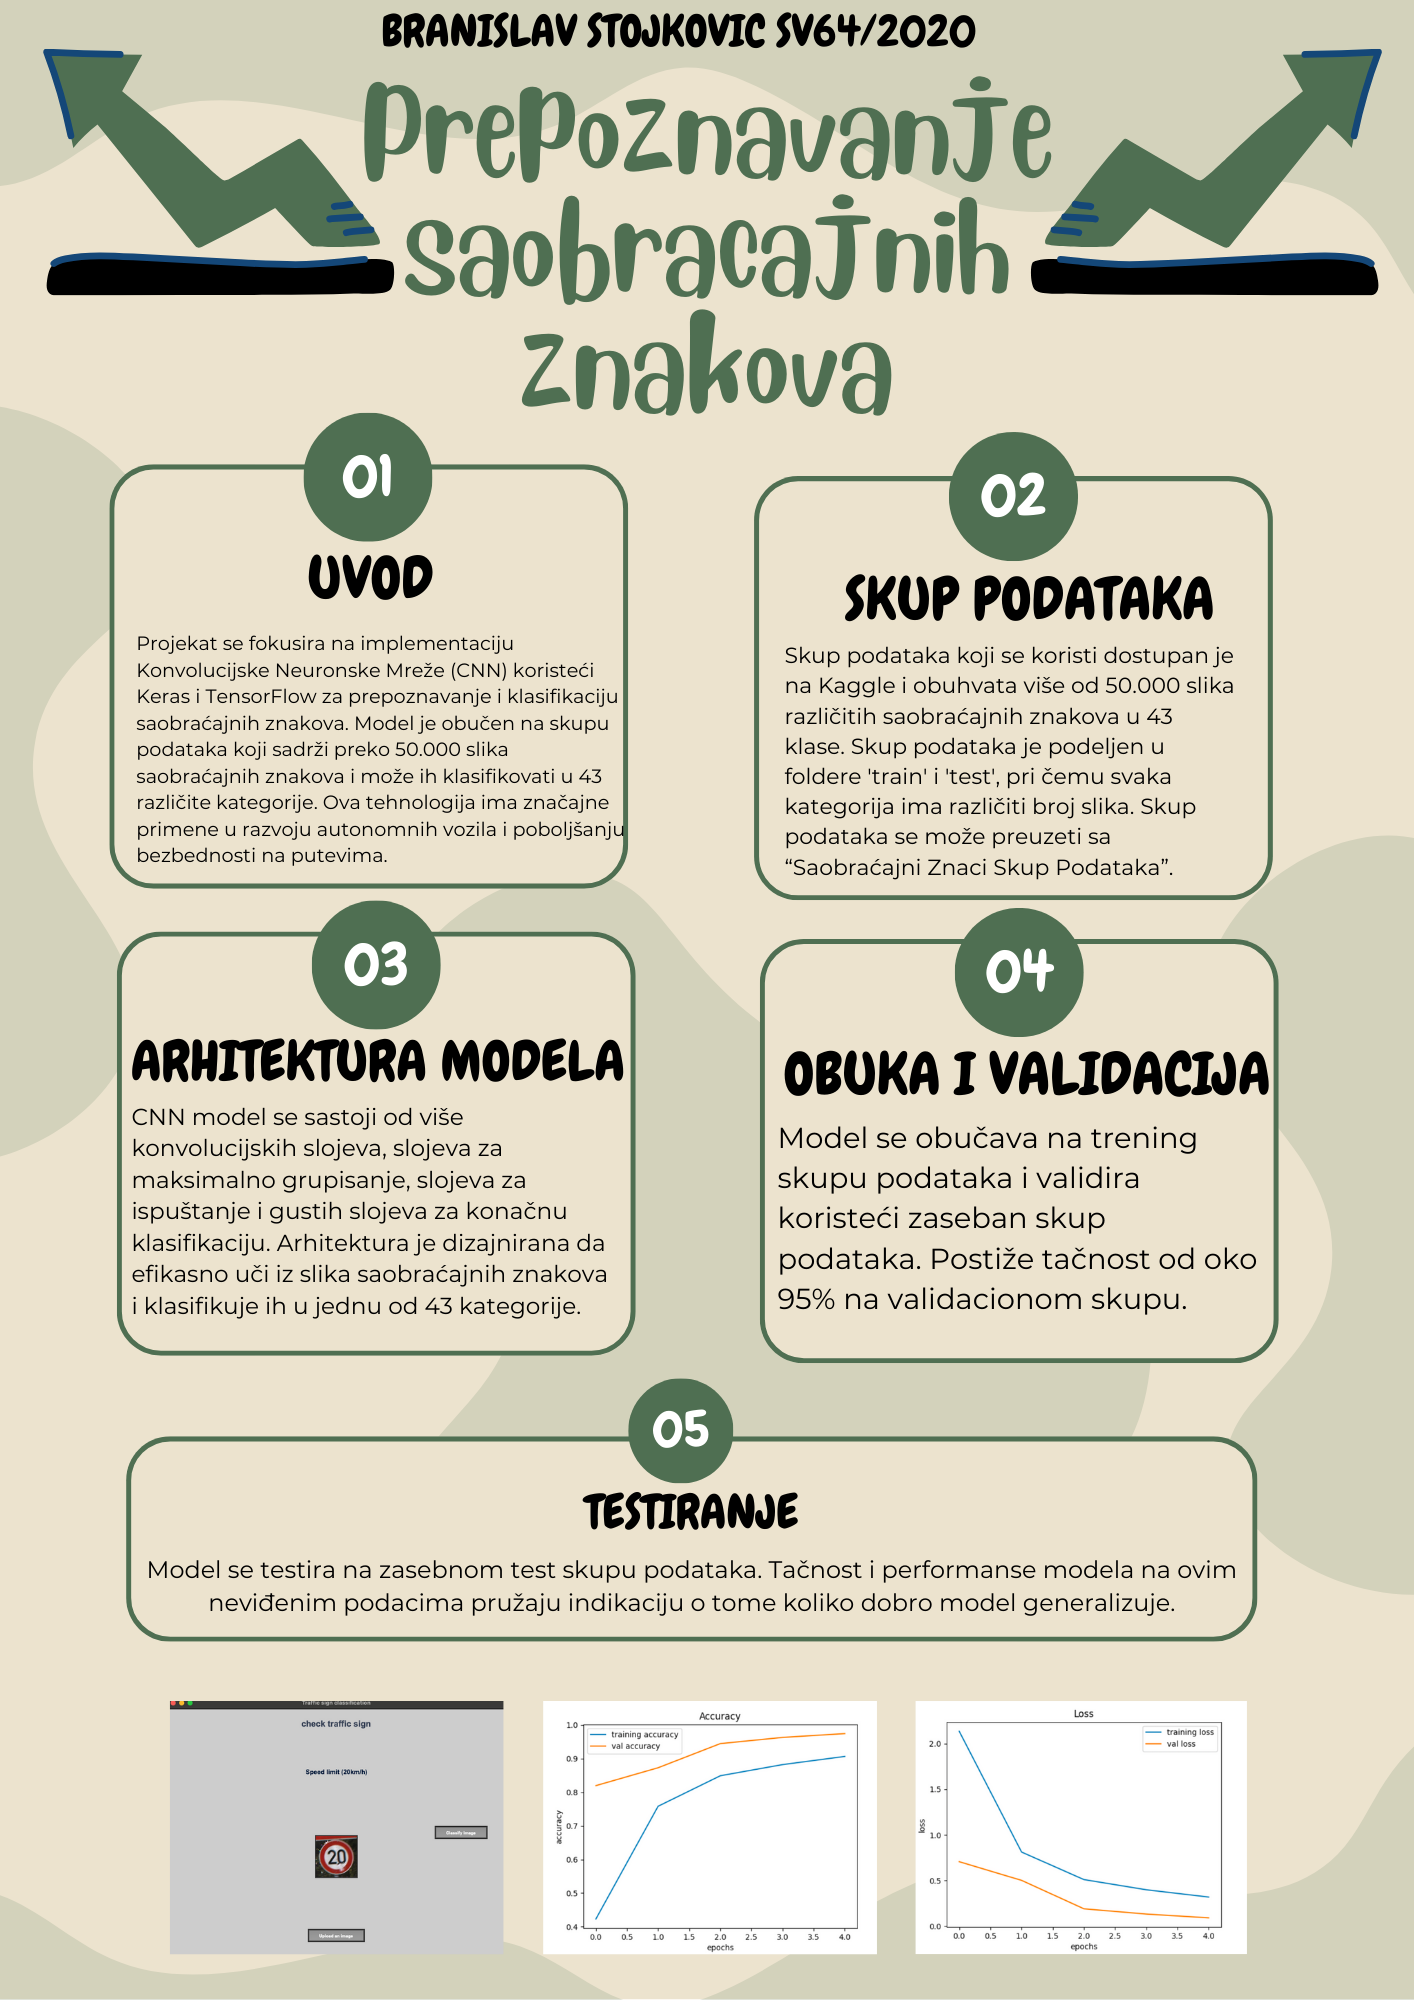 BRANISLAV STOJKOVIC SV64/2020
Prepoznavanje
saobracajnih
znakova
01
UVOD
Projekat se fokusira na implementaciju
Konvolucijske Neuronske Mreže (CNN) koristeći
Keras i TensorFlow za prepoznavanje i klasifikaciju
saobraćajnih znakova. Model je obučen na skupu
podataka koji sadrži preko 50.000 slika
saobraćajnih znakova i može ih klasifikovati u 43
različite kategorije. Ova tehnologija ima značajne
primene u razvoju autonomnih vozila i poboljšanju
bezbednosti na putevima.
02
SKUP PODATAKA
Skup podataka koji se koristi dostupan je
na Kaggle i obuhvata više od 50.000 slika
različitih saobraćajnih znakova u 43
klase. Skup podataka je podeljen u
foldere 'train' i 'test', pri čemu svaka
kategorija ima različiti broj slika. Skup
podataka se može preuzeti sa
“Saobraćajni Znaci Skup Podataka”.
03
ARHITEKTURA MODELA
CNN model se sastoji od više
konvolucijskih slojeva, slojeva za
maksimalno grupisanje, slojeva za
ispuštanje i gustih slojeva za konačnu
klasifikaciju. Arhitektura je dizajnirana da
efikasno uči iz slika saobraćajnih znakova
i klasifikuje ih u jednu od 43 kategorije.
04
OBUKA I VALIDACIJA
Model se obučava na trening
skupu podataka i validira
koristeći zaseban skup
podataka. Postiže tačnost od oko
95% na validacionom skupu.
05
TESTIRANJE
Model se testira na zasebnom test skupu podataka. Tačnost i performanse modela na ovim
neviđenim podacima pružaju indikaciju o tome koliko dobro model generalizuje.
Traffic sign classification
check traffic sign
Speed limit (20km/h)
Classify Image
20
Upload an image
Accuracy
training accuracy
val accuracy
1.0
0.9
0.8
0.7
0.6
0.5
0.4
accuracy
0.0 0.5 1.0 1.5 2.0 2.5 3.0 3.5 4.0
epochs
Loss
training loss
val loss
2.0
1.5
1.0
0.5
0.0
loss
0.0 0.5 1.0 1.5 2.0 2.5 3.0 3.5 4.0
epochs